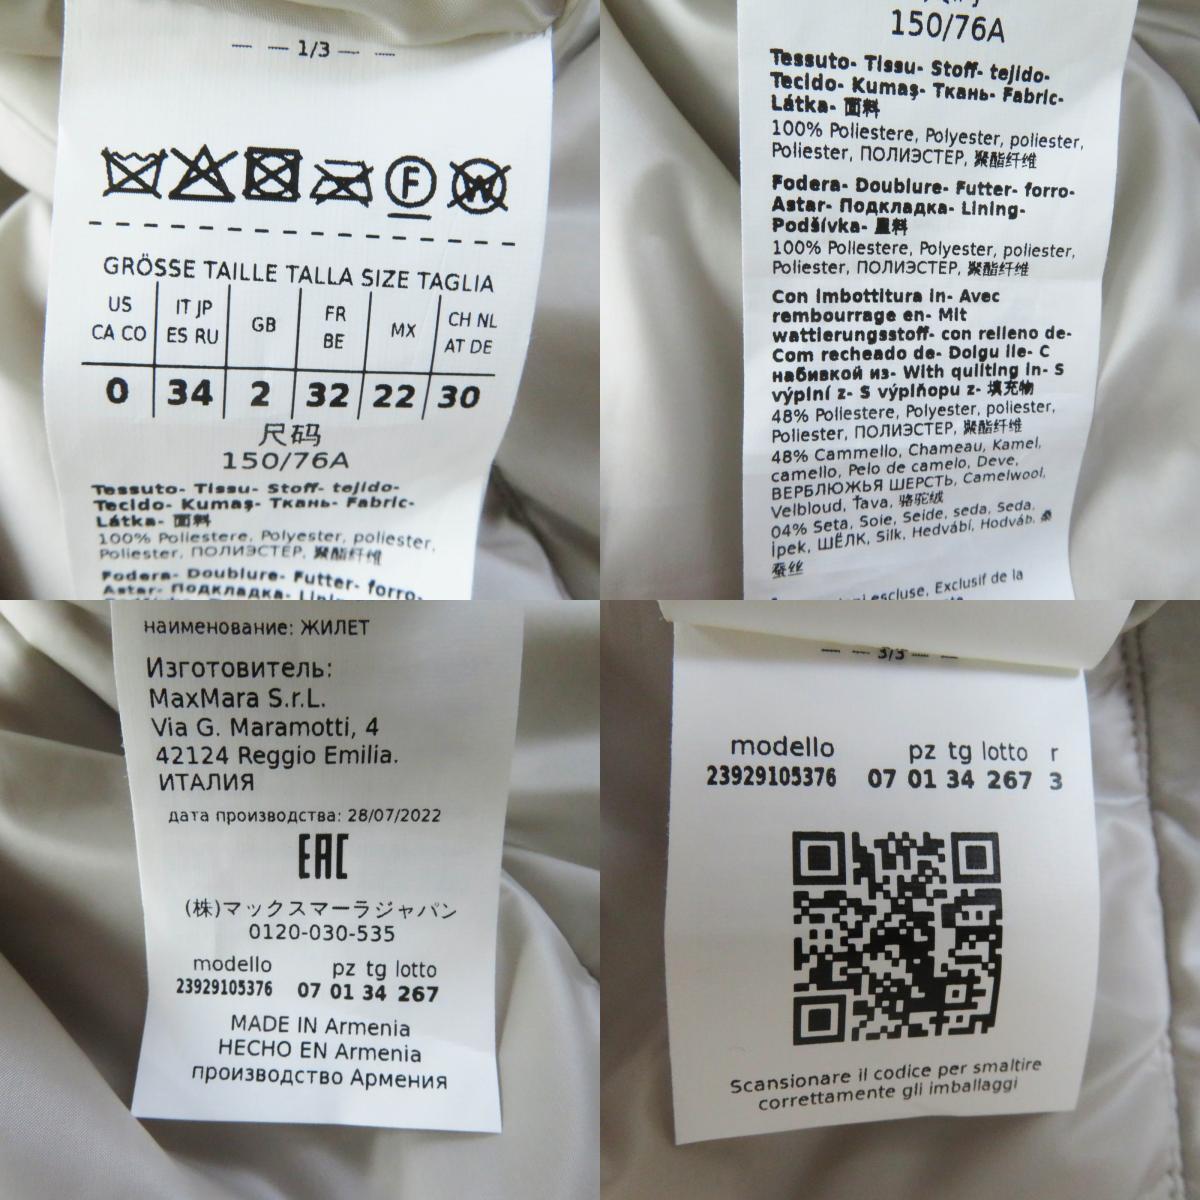 1/3
GRÖSSE TAILLE TALLA SIZE TAGLIA
US CA CO
IT JP ES RU
GB
FR BE
MX
CH NL AT DE
0 34 2 32 22 30
尺码
150/76A
Tessuto- Tissu- Stoff- tejido-
Tecido- Kumaş- Ткань- Fabric-
Látka- 面料
100% Poliestere, Polyester, poliester,
Poliester, ПОЛИЭСТЕР, 聚酯纤维
Fodera- Doublure- Futter- forro-
150/76A
Tessuto- Tissu- Stoff- tejido-
Tecido- Kumaş- Ткань- Fabric-
Látka- 面料
100% Poliestere, Polyester, poliester,
Poliester, ПОЛИЭСТЕР, 聚酯纤维
Fodera- Doublure- Futter- forro-
Astar- Подкладка- Lining-
Podšívka- 里料
100% Poliestere, Polyester, poliester,
Poliester, ПОЛИЭСТЕР, 聚酯纤维
Con imbottitura in- Avec
rembourrage en- Mit
wattierungsstoff- con relleno de-
Com recheado de- Dolgu ile- С
набивкой из- With quilting in- S
výplní z- S výplňopu z- 填充物
48% Poliestere, Polyester, poliester,
Poliester, ПОЛИЭСТЕР, 聚酯纤维
48% Cammello, Chameau, Kamel,
camello, Pelo de camelo, Deve,
ВЕРБЛЮЖЬЯ ШЕРСТЬ, Camelwool,
Velbloud, Ťava, 骆驼绒
04% Seta, Soie, Seide, seda, Seda,
İpek, ШЁЛК, Silk, Hedvábí, Hodváb, 桑
蚕丝
escluse, Exclusif de la
наименование: ЖИЛЕТ
Изготовитель:
MaxMara S.r.L.
Via G. Maramotti, 4
42124 Reggio Emilia.
ИТАЛИЯ
дата производства: 28/07/2022
EAC
(株)マックスマーラジャパン
0120-030-535
modello pz tg lotto
23929105376 07 01 34 267
MADE IN Armenia
HECHO EN Armenia
производство Армения
3/3
modello pz tg lotto r
23929105376 07 01 34 267 3
Scansionare il codice per smaltire
correttamente gli imballaggi